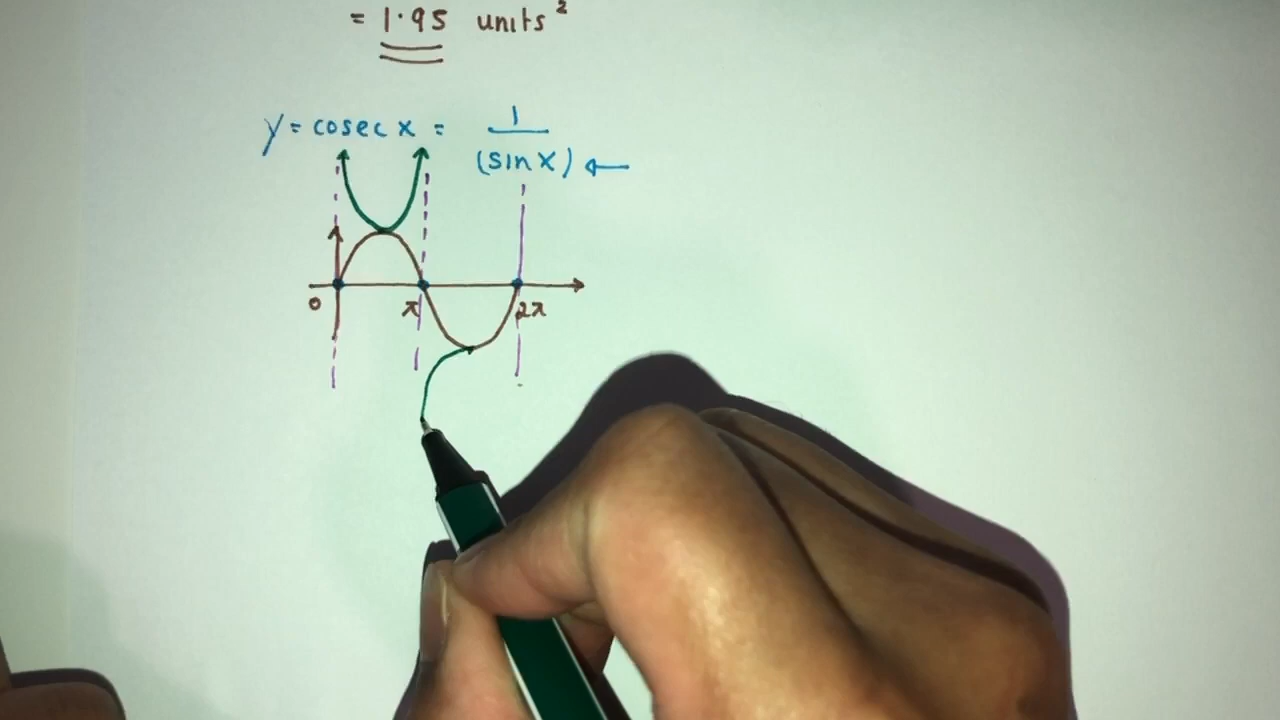 = 1.95 units²
y = cosec x = 1
(sin x)
0 π 2π